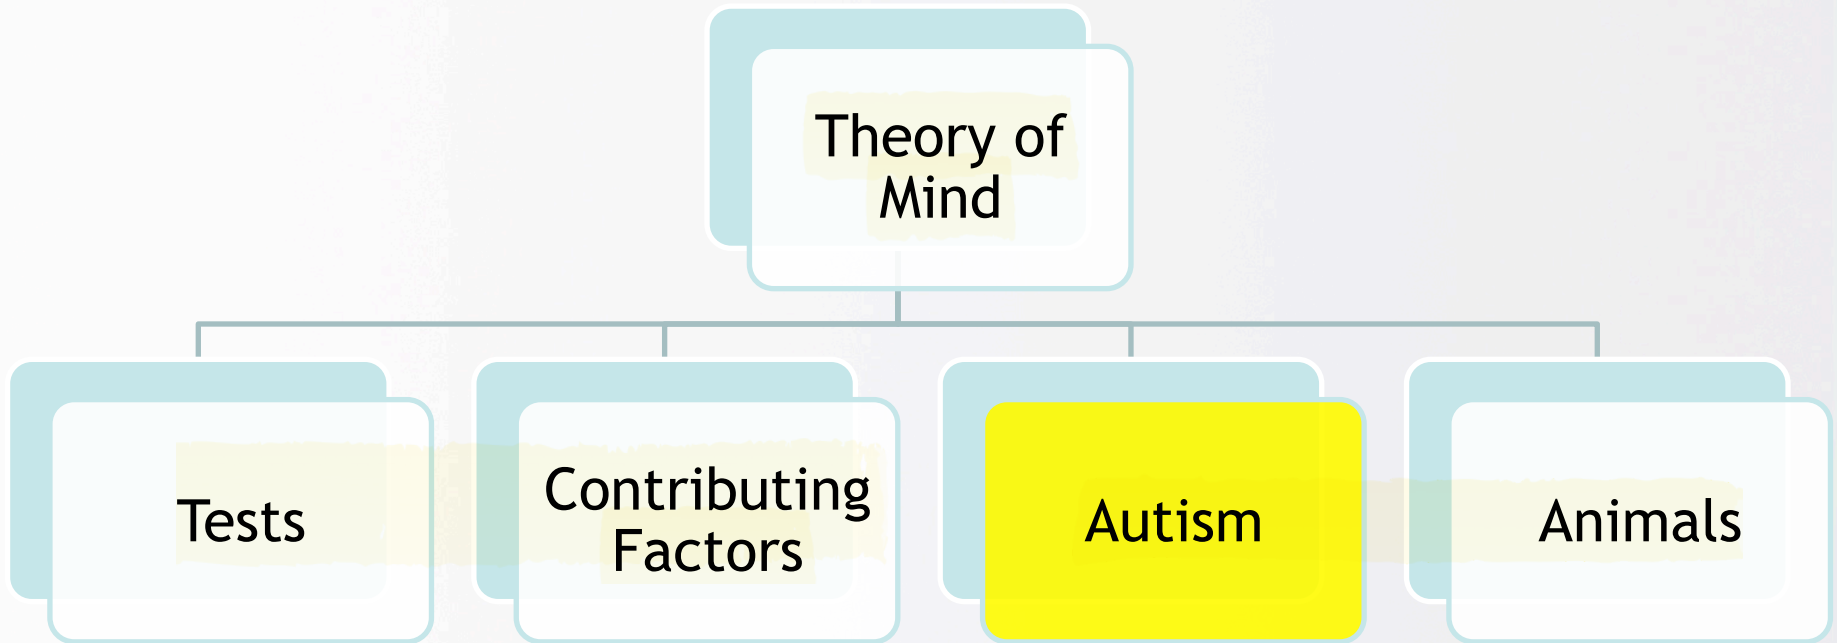 Theory of
Mind
Tests
Contributing
Factors
Autism
Animals